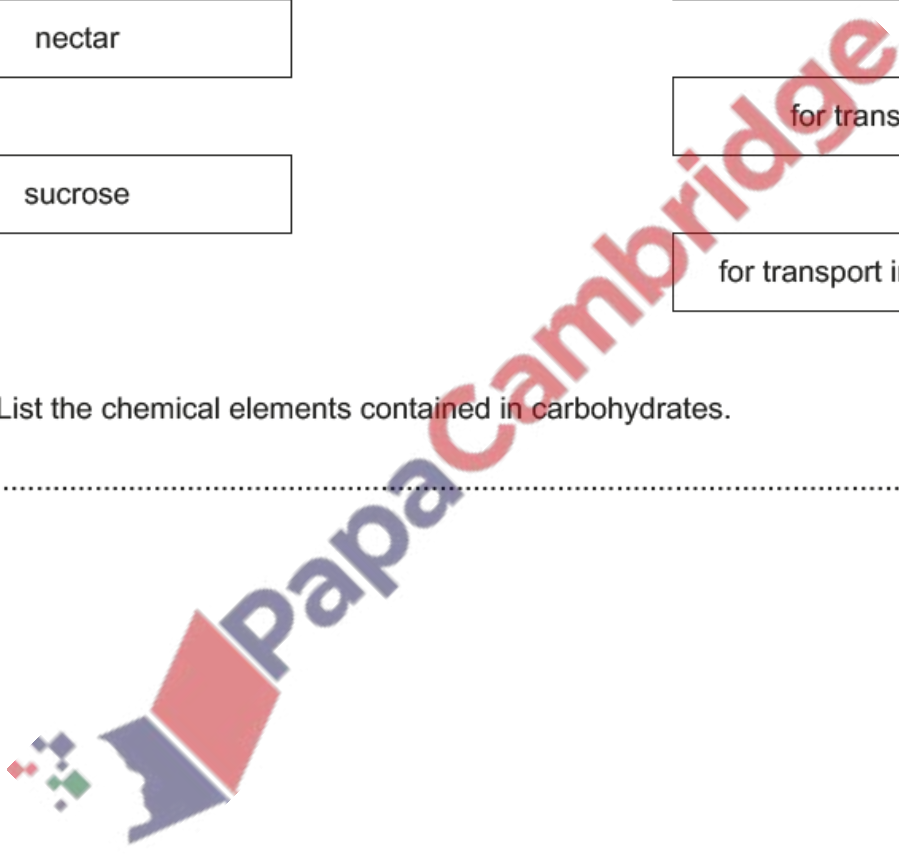 nectar
for trans
sucrose
for transport i
List the chemical elements contained in carbohydrates.
PapaCambridge